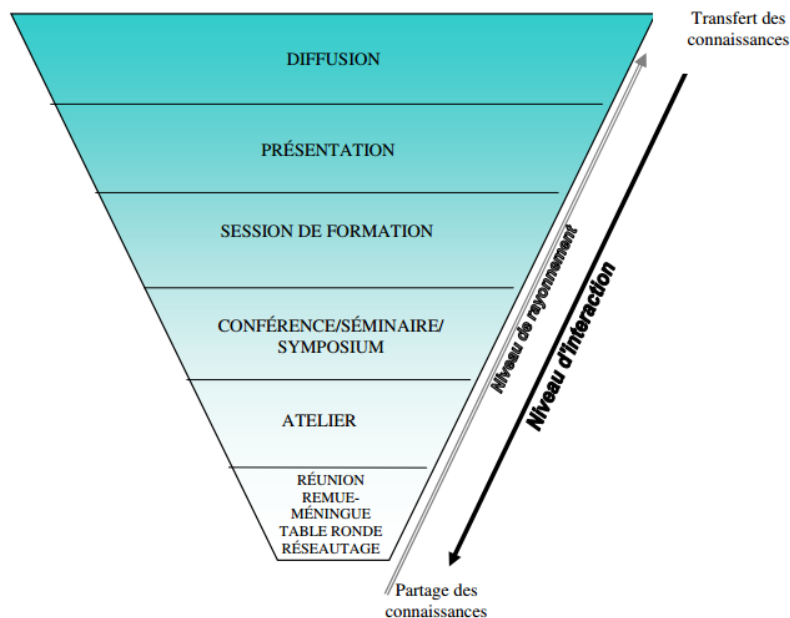 Transfert des
connaissances
DIFFUSION
PRÉSENTATION
SESSION DE FORMATION
CONFÉRENCE/SÉMINAIRE/
SYMPOSIUM
ATELIER
RÉUNION
REMUE-
MÉNINGUE
TABLE RONDE
RÉSEAUTAGE
Niveau de rayonnement
Niveau d'interaction
Partage des
connaissances